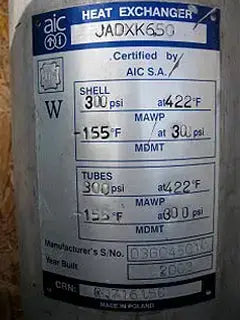 aic
HEAT EXCHANGER
JADXK650
Certified by
AIC S.A.
W
SHELL
300 psi at 422°F
MAWP
-155°F at 300 psi
MDMT
TUBES
300 psi at 422°F
MAWP
-155°F at 300 psi
MDMT
Manufacturer's S/No.
Year Built 2003
CRN:
MADE IN POLAND